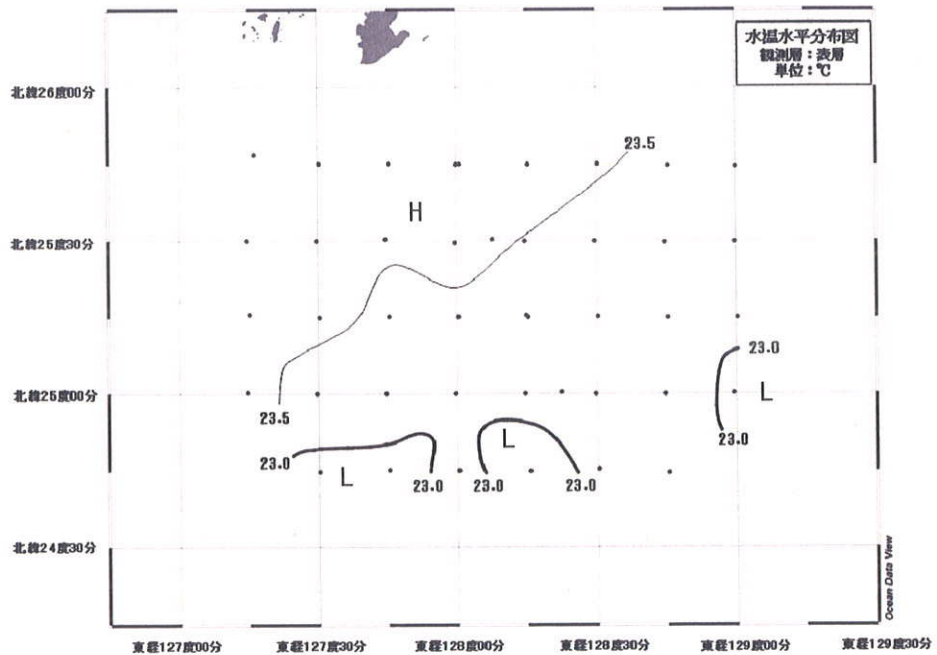 水温水平分布図
観測層：表層
単位：℃
北緯26度00分
23.5
H
北緯25度30分
23.0
L
北緯25度00分
23.5
L
23.0
23.0
L
23.0
23.0
23.0
北緯24度30分
Ocean Data View
東経127度00分
東経127度30分
東経128度00分
東経128度30分
東経129度00分
東経129度30分